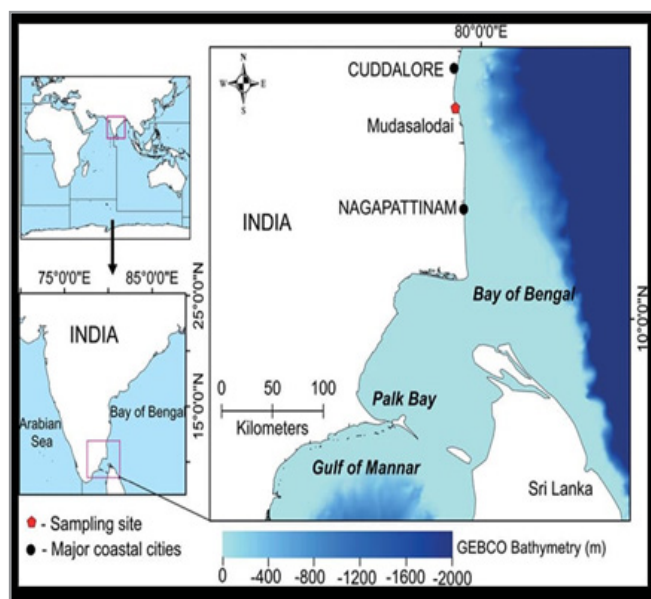 80°0'0"E
N
W E
S
CUDDALORE
Mudasalodai
INDIA
NAGAPATTINAM
Bay of Bengal
10°0'0"N
0 50 100
Kilometers
Palk Bay
Gulf of Mannar
Sri Lanka
75°0'0"E 85°0'0"E
25°0'0"N
INDIA
15°0'0"N
Arabian
Sea
Bay of Bengal
- Sampling site
- Major coastal cities
GEBCO Bathymetry (m)
0 -400 -800 -1200 -1600 -2000